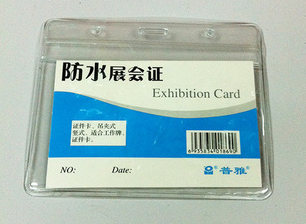 防水展会证
Exhibition Card
证件卡、吊夹式
竖式、适合工作牌、
证件卡。
6935834018690
NO:
Date:
普雅